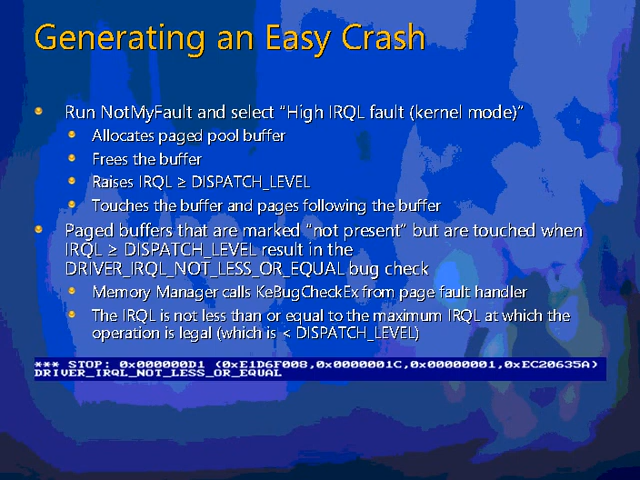 Generating an Easy Crash
Run NotMyFault and select “High IRQL fault (kernel mode)”
Allocates paged pool buffer
Frees the buffer
Raises IRQL ≥ DISPATCH_LEVEL
Touches the buffer and pages following the buffer
Paged buffers that are marked “not present” but are touched when
IRQL ≥ DISPATCH_LEVEL result in the
DRIVER_IRQL_NOT_LESS_OR_EQUAL bug check
Memory Manager calls KeBugCheckEx from page fault handler
The IRQL is not less than or equal to the maximum IRQL at which the
operation is legal (which is < DISPATCH_LEVEL)
*** STOP: 0x000000D1 (0xE1D6F008,0x0000001C,0x00000001,0xEC20635A)
DRIVER_IRQL_NOT_LESS_OR_EQUAL